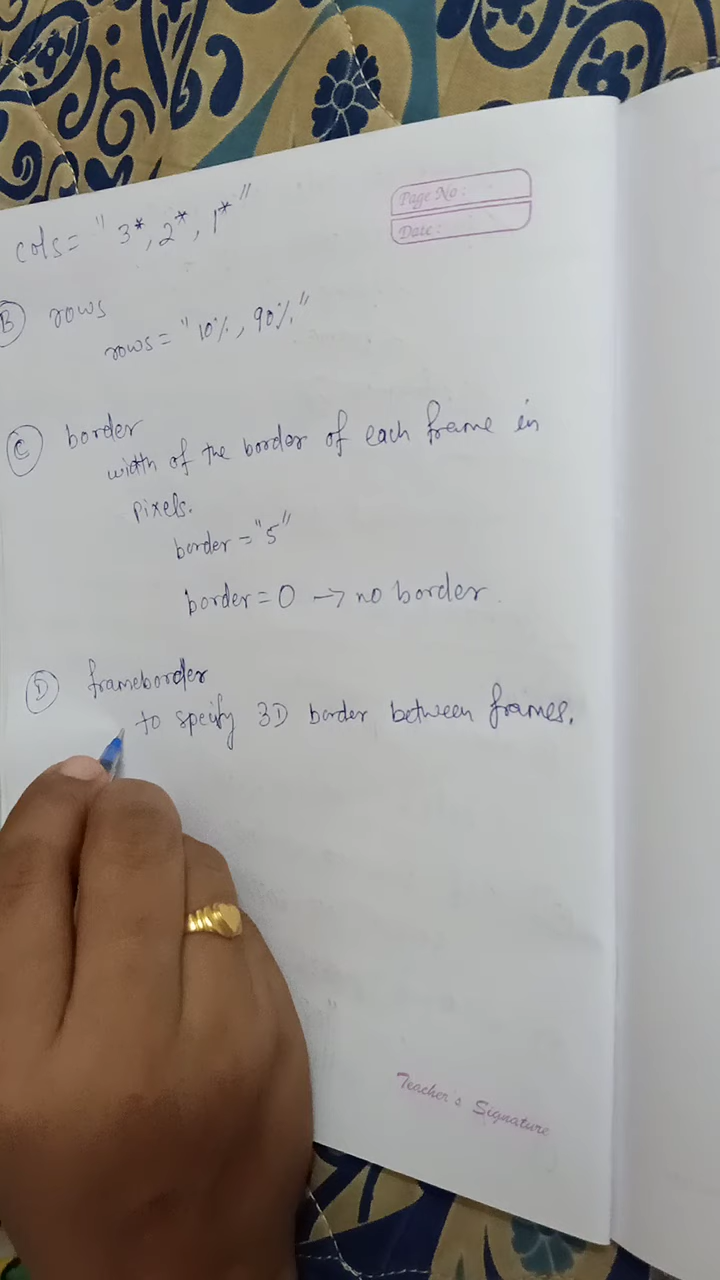 Page No :
Date :
cols = "3*, 2*, 1*"
B rows
rows = "10%, 90%"
C border
width of the border of each frame in
pixels.
border = "5"
border = 0 → no border.
D frameborder
to specify 3D border between frames.
Teacher's Signature